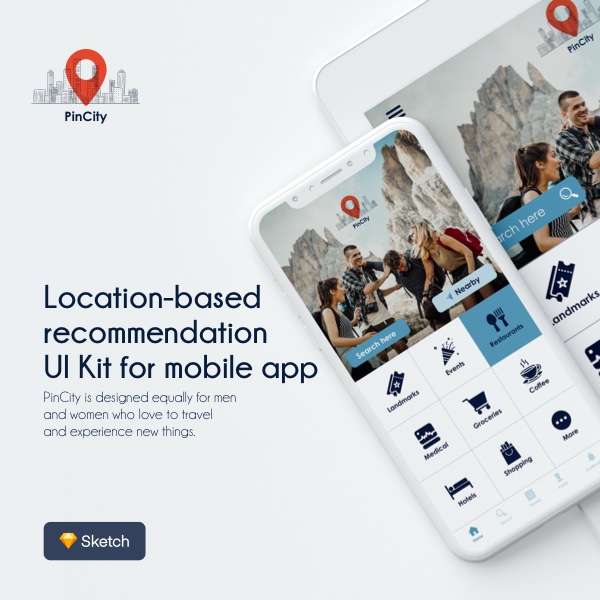 PinCity
Location-based
recommendation
UI Kit for mobile app
PinCity is designed equally for men
and women who love to travel
and experience new things.
Sketch
PinCity
Search here
Nearby
Landmarks
Events
Restaurants
Medical
Groceries
Coffee
Hotels
Shopping
More
Home
PinCity
arch here
Landmarks